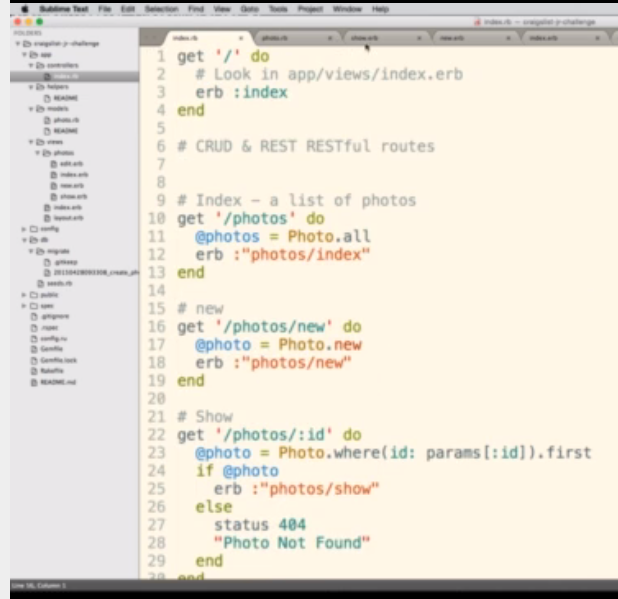 Sublime Text File Edit Selection Find View Goto Tools Project Window Help
index.rb — craigslist-jr-challenge
FOLDERS
craigslist-jr-challenge
app
controllers
index.rb
helpers
README
models
photo.rb
README
views
photos
edit.erb
index.erb
new.erb
show.erb
index.erb
layout.erb
config
db
migrate
.gitkeep
seeds.rb
public
spec
.gitignore
.rspec
config.ru
Gemfile
Gemfile.lock
Rakefile
README.md
index.rb photo.rb show.erb new.erb index.erb
1 get '/' do
2 # Look in app/views/index.erb
3 erb :index
4 end
5
6 # CRUD & REST RESTful routes
7
8
9 # Index – a list of photos
10 get '/photos' do
11 @photos = Photo.all
12 erb :"photos/index"
13 end
14
15 # new
16 get '/photos/new' do
17 @photo = Photo.new
18 erb :"photos/new"
19 end
20
21 # Show
22 get '/photos/:id' do
23 @photo = Photo.where(id: params[:id]).first
24 if @photo
25 erb :"photos/show"
26 else
27 status 404
28 "Photo Not Found"
29 end
30 end